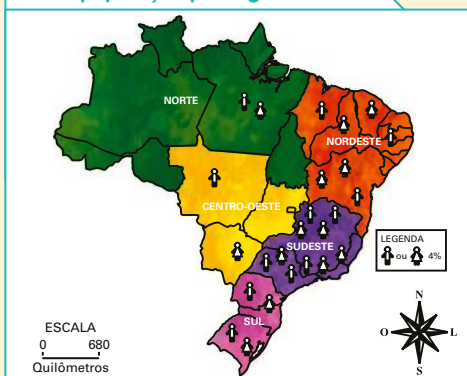 NORTE
NORDESTE
CENTRO-OESTE
SUDESTE
SUL
LEGENDA
ou 4%
ESCALA
0 680
Quilômetros
N
O L
S